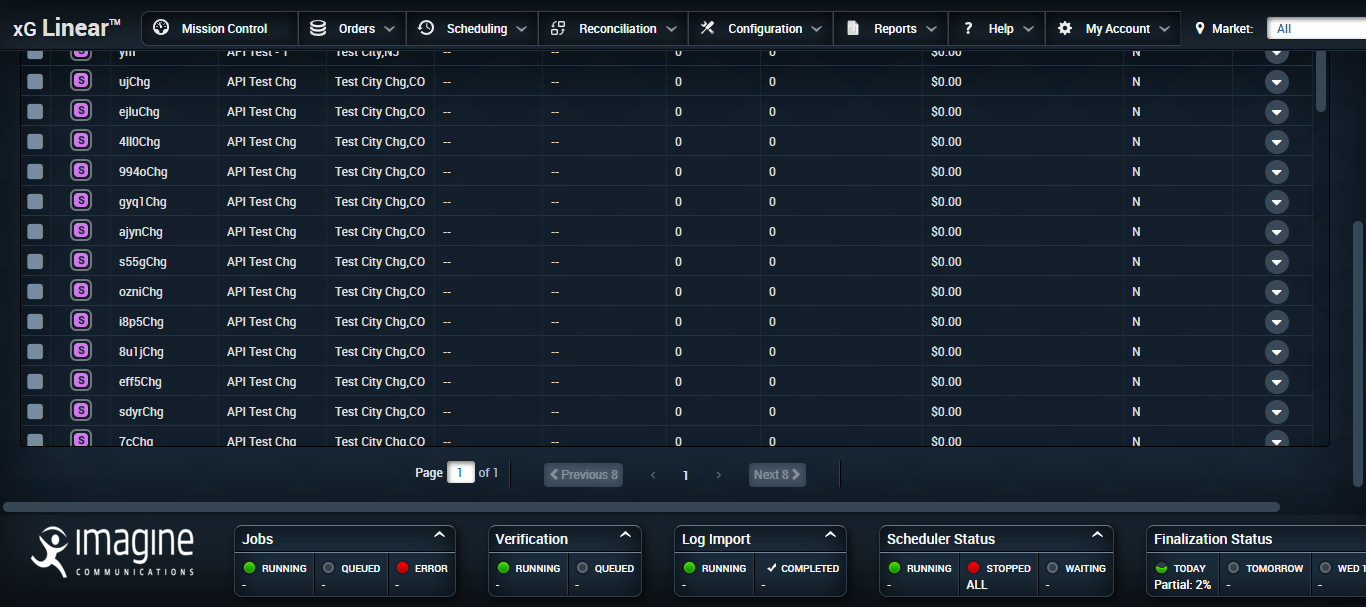 xG Linear™ Mission Control Orders Scheduling Reconciliation Configuration Reports ? Help My Account Market: All
S ym API Test - 1 Test City,NJ -- -- 0 0 $0.00 N
S ujChg API Test Chg Test City Chg,CO -- -- 0 0 $0.00 N
S ejluChg API Test Chg Test City Chg,CO -- -- 0 0 $0.00 N
S 4ll0Chg API Test Chg Test City Chg,CO -- -- 0 0 $0.00 N
S 994oChg API Test Chg Test City Chg,CO -- -- 0 0 $0.00 N
S gyq1Chg API Test Chg Test City Chg,CO -- -- 0 0 $0.00 N
S ajynChg API Test Chg Test City Chg,CO -- -- 0 0 $0.00 N
S s55gChg API Test Chg Test City Chg,CO -- -- 0 0 $0.00 N
S ozniChg API Test Chg Test City Chg,CO -- -- 0 0 $0.00 N
S i8p5Chg API Test Chg Test City Chg,CO -- -- 0 0 $0.00 N
S 8u1jChg API Test Chg Test City Chg,CO -- -- 0 0 $0.00 N
S eff5Chg API Test Chg Test City Chg,CO -- -- 0 0 $0.00 N
S sdyrChg API Test Chg Test City Chg,CO -- -- 0 0 $0.00 N
S 7cChg API Test Chg Test City Chg,CO -- -- 0 0 $0.00 N
Page 1 of 1 Previous 8 ‹ 1 › Next 8
imagine
COMMUNICATIONS
Jobs
RUNNING QUEUED ERROR
- - -
Verification
RUNNING QUEUED
- -
Log Import
RUNNING COMPLETED
- -
Scheduler Status
RUNNING STOPPED WAITING
- ALL -
Finalization Status
TODAY TOMORROW WED T
Partial: 2% - -